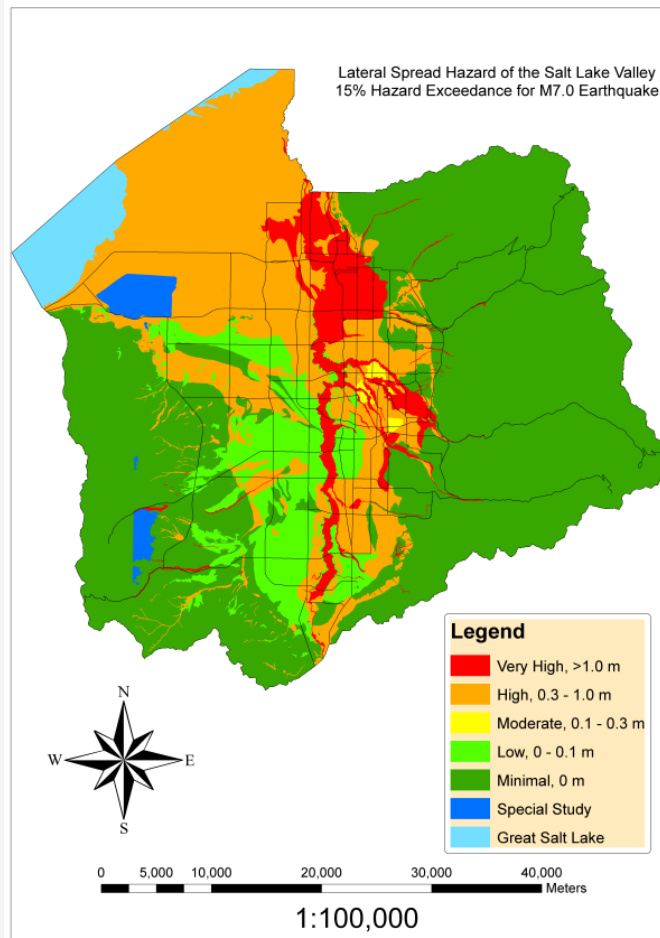 Lateral Spread Hazard of the Salt Lake Valley
15% Hazard Exceedance for M7.0 Earthquake
Legend
Very High, >1.0 m
High, 0.3 - 1.0 m
Moderate, 0.1 - 0.3 m
Low, 0 - 0.1 m
Minimal, 0 m
Special Study
Great Salt Lake
N
W E
S
0 5,000 10,000 20,000 30,000 40,000
Meters
1:100,000